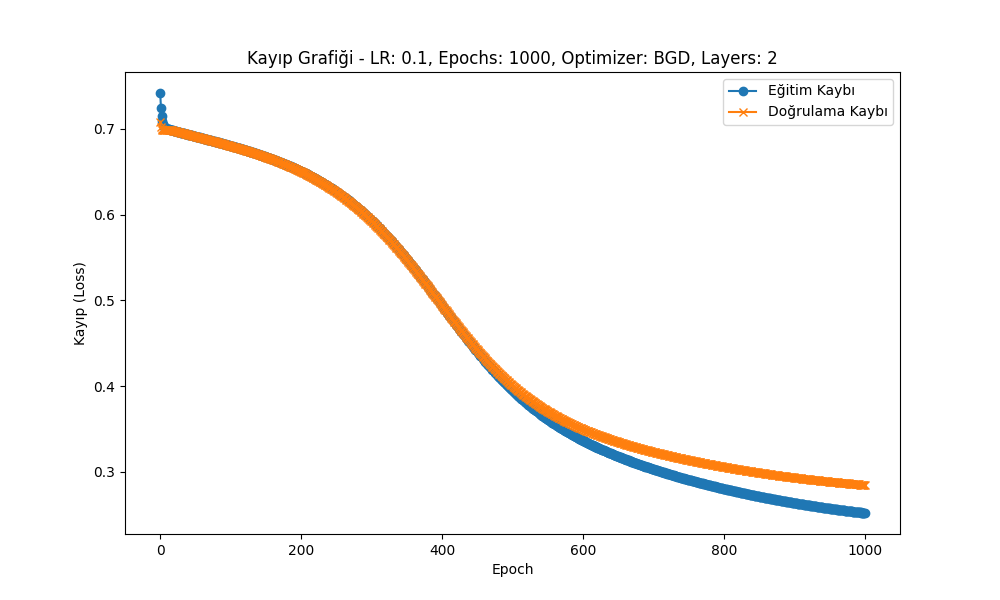 Kayıp Grafiği - LR: 0.1, Epochs: 1000, Optimizer: BGD, Layers: 2
Eğitim Kaybı
Doğrulama Kaybı
Kayıp (Loss)
0.7
0.6
0.5
0.4
0.3
0 200 400 600 800 1000
Epoch